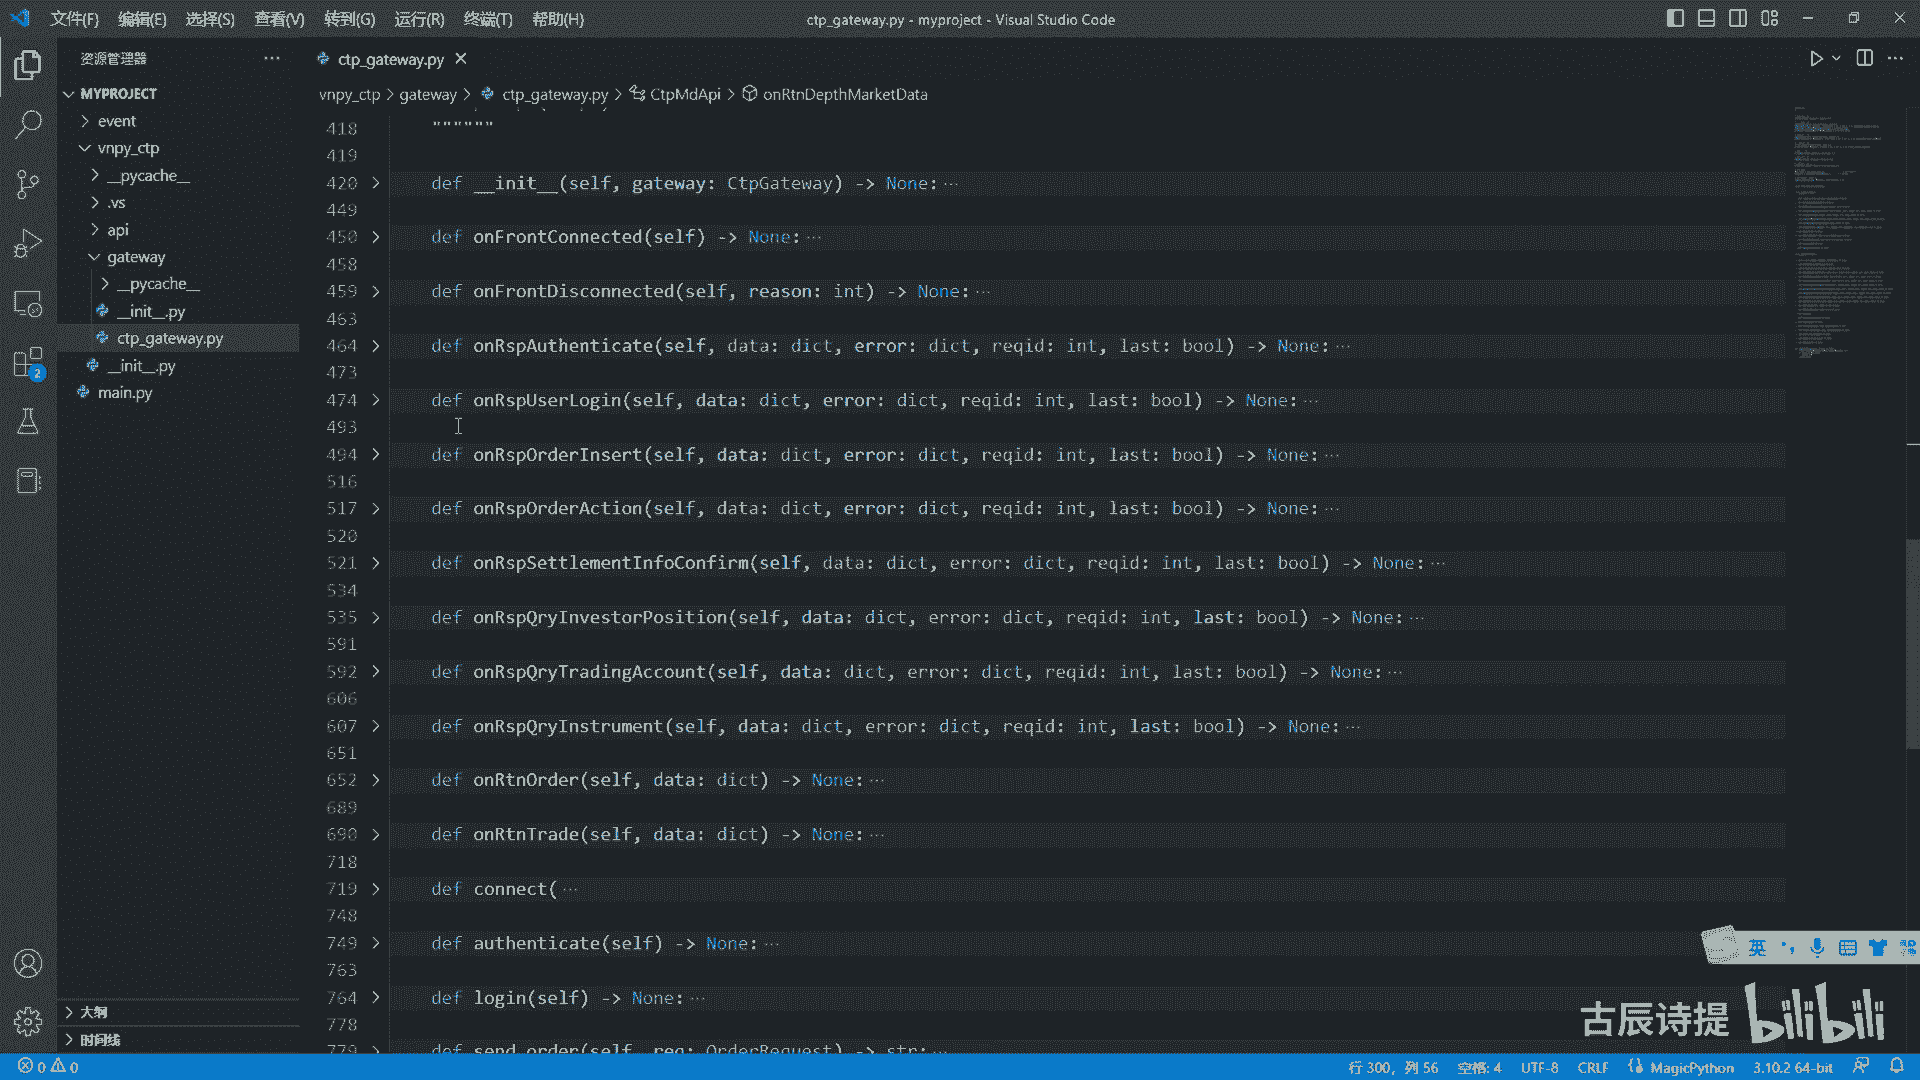 文件(F) 编辑(E) 选择(S) 查看(V) 转到(G) 运行(R) 终端(T) 帮助(H) ctp_gateway.py - myproject - Visual Studio Code
资源管理器 ···
MYPROJECT
event
vnpy_ctp
__pycache__
.vs
api
gateway
__pycache__
__init__.py
ctp_gateway.py
__init__.py
main.py
大纲
时间线
2
ctp_gateway.py
vnpy_ctp > gateway > ctp_gateway.py > CtpMdApi > onRtnDepthMarketData
418 """"""
419
420 def __init__(self, gateway: CtpGateway) -> None:···
449
450 def onFrontConnected(self) -> None:···
458
459 def onFrontDisconnected(self, reason: int) -> None:···
463
464 def onRspAuthenticate(self, data: dict, error: dict, reqid: int, last: bool) -> None:···
473
474 def onRspUserLogin(self, data: dict, error: dict, reqid: int, last: bool) -> None:···
493
494 def onRspOrderInsert(self, data: dict, error: dict, reqid: int, last: bool) -> None:···
516
517 def onRspOrderAction(self, data: dict, error: dict, reqid: int, last: bool) -> None:···
520
521 def onRspSettlementInfoConfirm(self, data: dict, error: dict, reqid: int, last: bool) -> None:···
534
535 def onRspQryInvestorPosition(self, data: dict, error: dict, reqid: int, last: bool) -> None:···
591
592 def onRspQryTradingAccount(self, data: dict, error: dict, reqid: int, last: bool) -> None:···
606
607 def onRspQryInstrument(self, data: dict, error: dict, reqid: int, last: bool) -> None:···
651
652 def onRtnOrder(self, data: dict) -> None:···
689
690 def onRtnTrade(self, data: dict) -> None:···
718
719 def connect(···
748
749 def authenticate(self) -> None:···
763
764 def login(self) -> None:···
778
779 def send_order(self, req: OrderRequest) -> str:···
英
古辰诗提 bilibili
0 0 行 300，列 56 空格: 4 UTF-8 CRLF MagicPython 3.10.2 64-bit